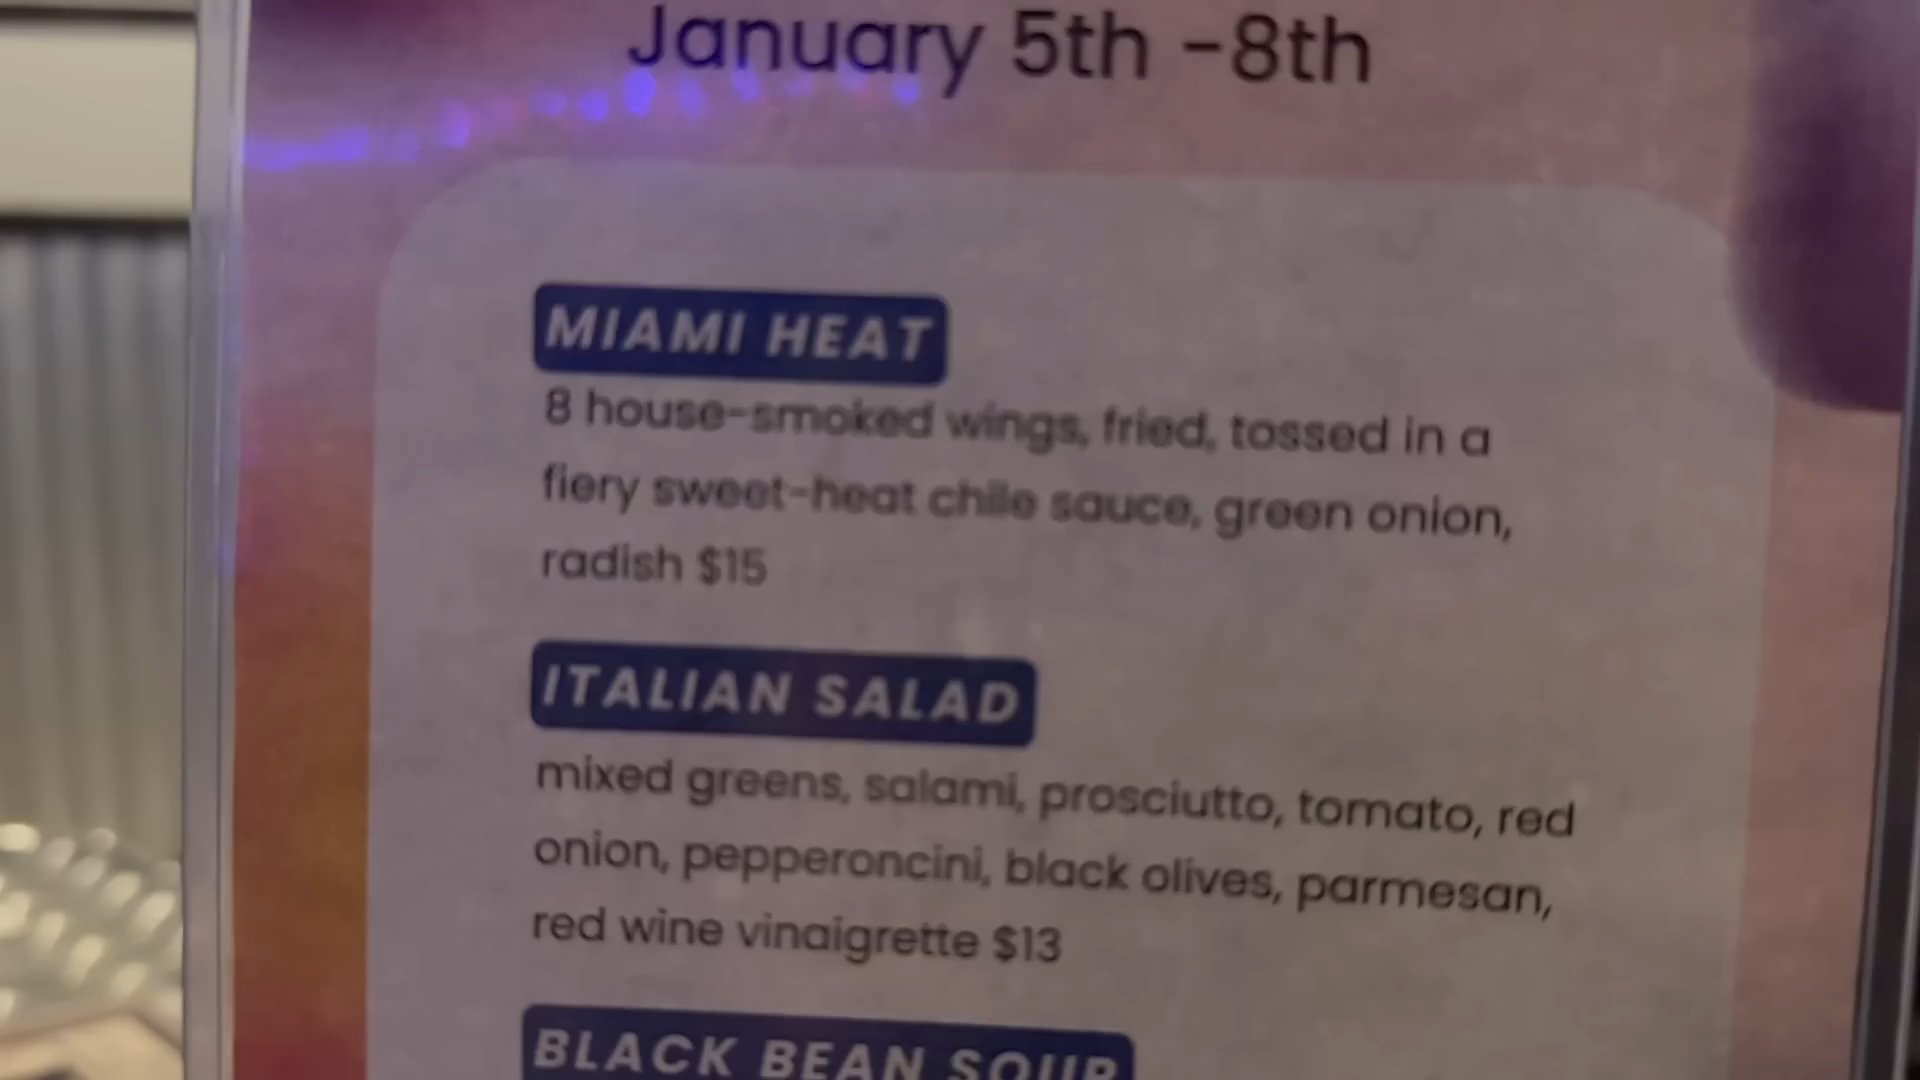 January 5th -8th
MIAMI HEAT
8 house-smoked wings, fried, tossed in a
fiery sweet-heat chile sauce, green onion,
radish $15
ITALIAN SALAD
mixed greens, salami, prosciutto, tomato, red
onion, pepperoncini, black olives, parmesan,
red wine vinaigrette $13
BLACK BEAN SOUP